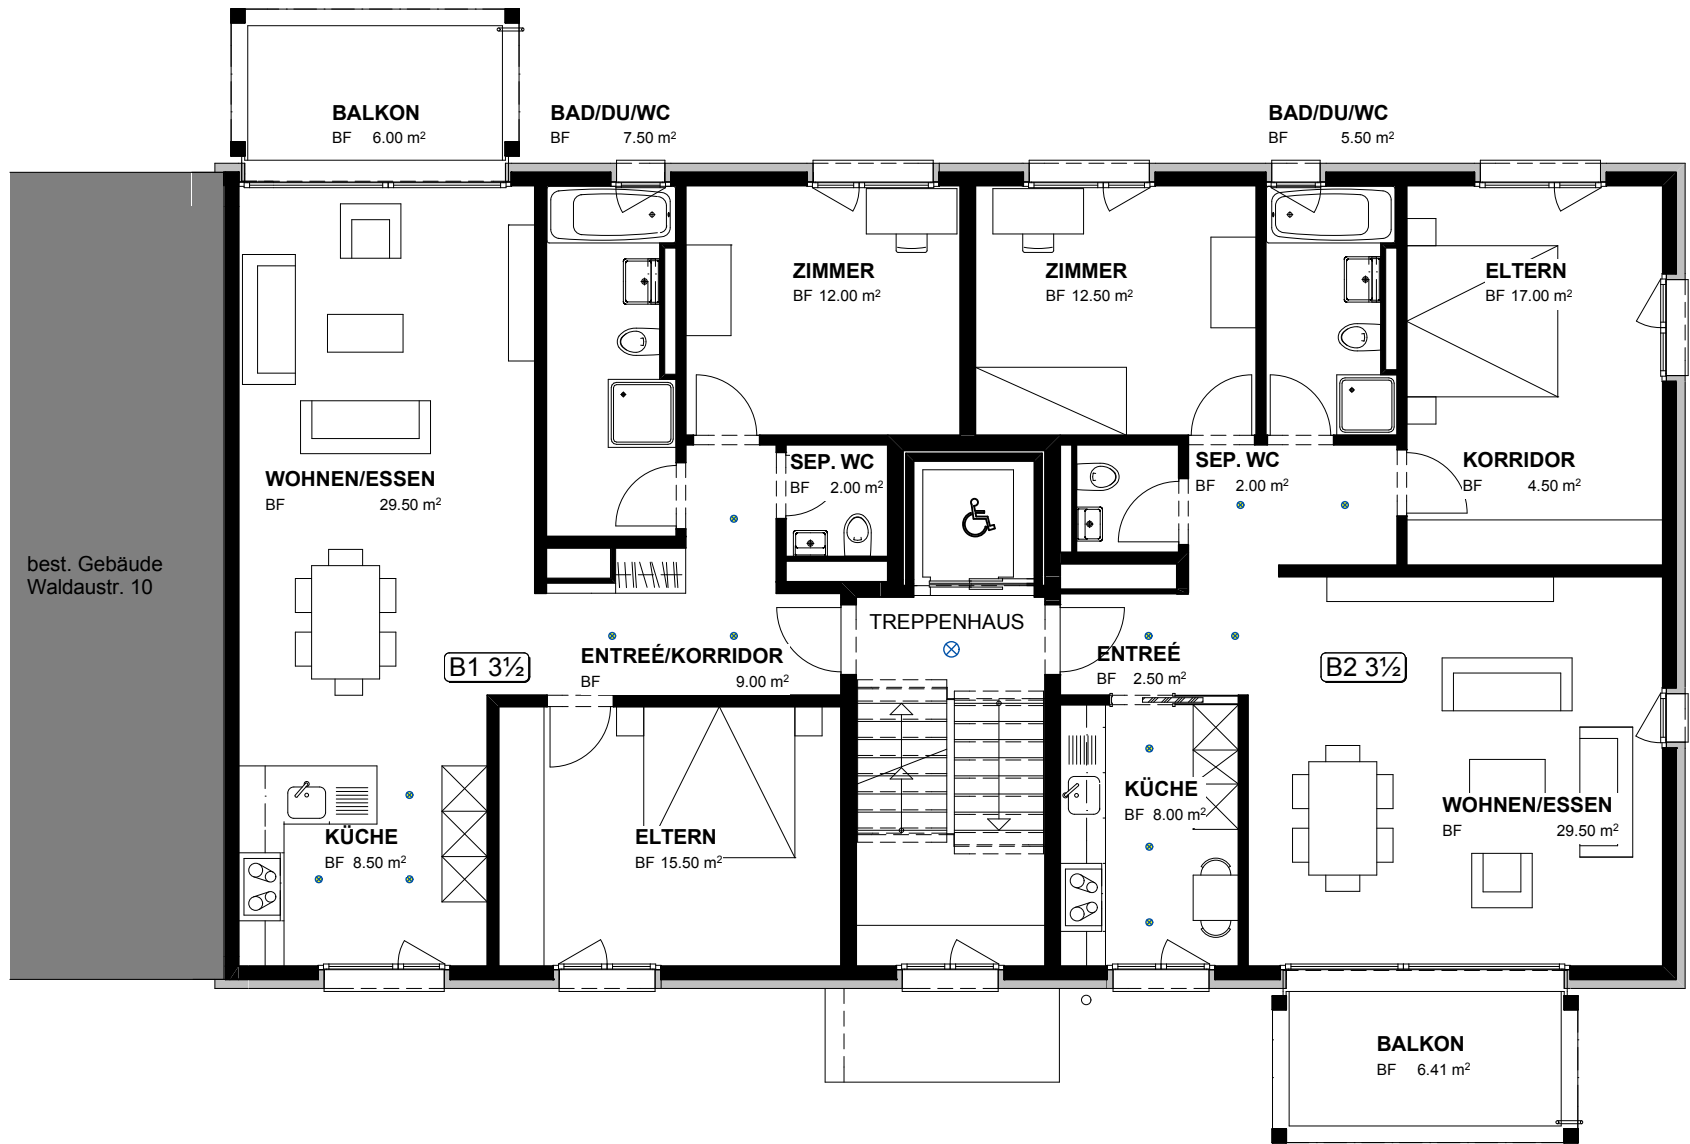 BALKON
BF 6.00 m²
BAD/DU/WC
BF 7.50 m²
BAD/DU/WC
BF 5.50 m²
ZIMMER
BF 12.00 m²
ZIMMER
BF 12.50 m²
ELTERN
BF 17.00 m²
WOHNEN/ESSEN
BF 29.50 m²
SEP. WC
BF 2.00 m²
SEP. WC
BF 2.00 m²
KORRIDOR
BF 4.50 m²
best. Gebäude
Waldaustr. 10
TREPPENHAUS
B1 3½
ENTREÉ/KORRIDOR
BF 9.00 m²
ENTREÉ
BF 2.50 m²
B2 3½
KÜCHE
BF 8.50 m²
ELTERN
BF 15.50 m²
KÜCHE
BF 8.00 m²
WOHNEN/ESSEN
BF 29.50 m²
BALKON
BF 6.41 m²